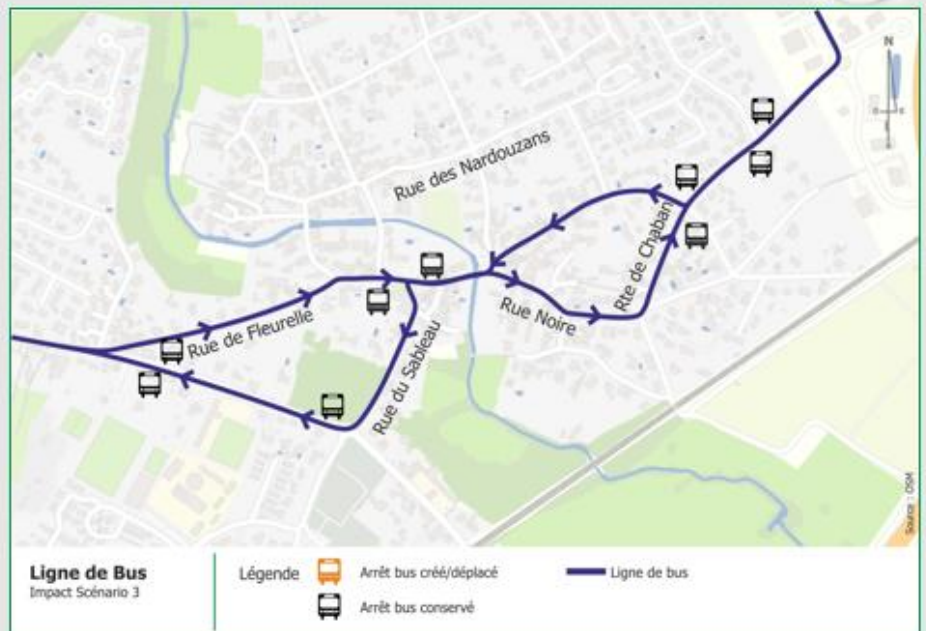 N
Rue des Nardouzans
Rte de Chaban
Rue Noire
Rue de Fleurelle
Rue du Sableau
Source : OSM
Ligne de Bus
Impact Scénario 3
Légende
Arrêt bus créé/déplacé
Ligne de bus
Arrêt bus conservé